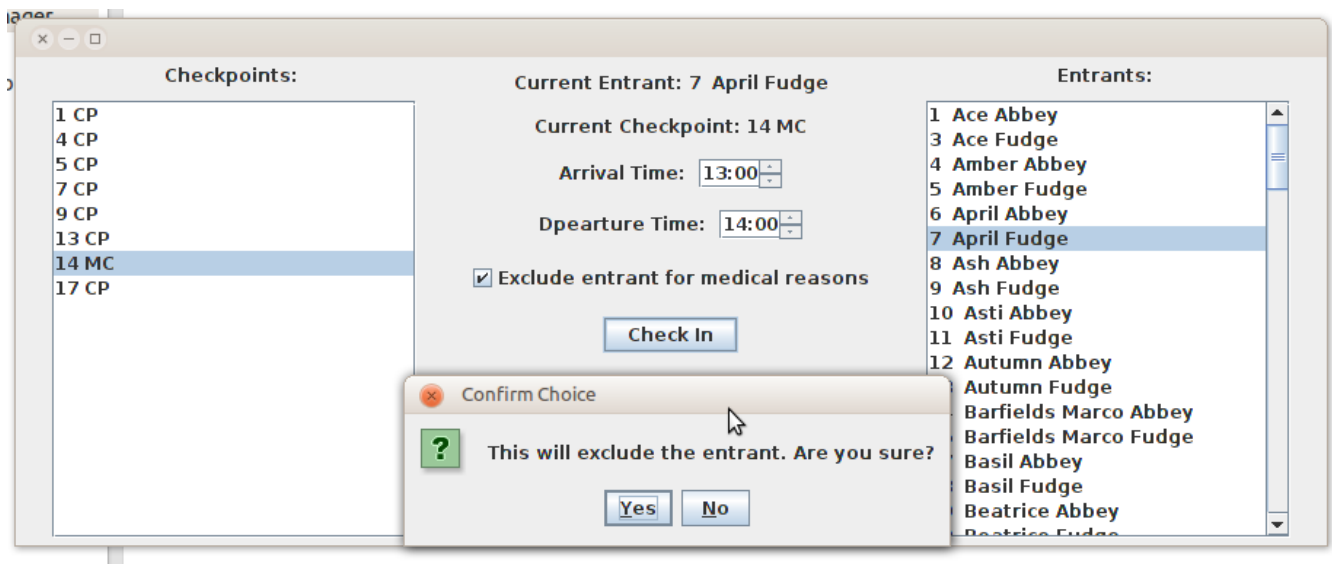 Checkpoints:
1 CP
4 CP
5 CP
7 CP
9 CP
13 CP
14 MC
17 CP
Current Entrant: 7 April Fudge
Current Checkpoint: 14 MC
Arrival Time: 13:00
Dpearture Time: 14:00
Exclude entrant for medical reasons
Check In
Entrants:
1 Ace Abbey
3 Ace Fudge
4 Amber Abbey
5 Amber Fudge
6 April Abbey
7 April Fudge
8 Ash Abbey
9 Ash Fudge
10 Asti Abbey
11 Asti Fudge
12 Autumn Abbey
Autumn Fudge
Barfields Marco Abbey
Barfields Marco Fudge
Basil Abbey
Basil Fudge
Beatrice Abbey
Beatrice Fudge
Confirm Choice
This will exclude the entrant. Are you sure?
Yes
No